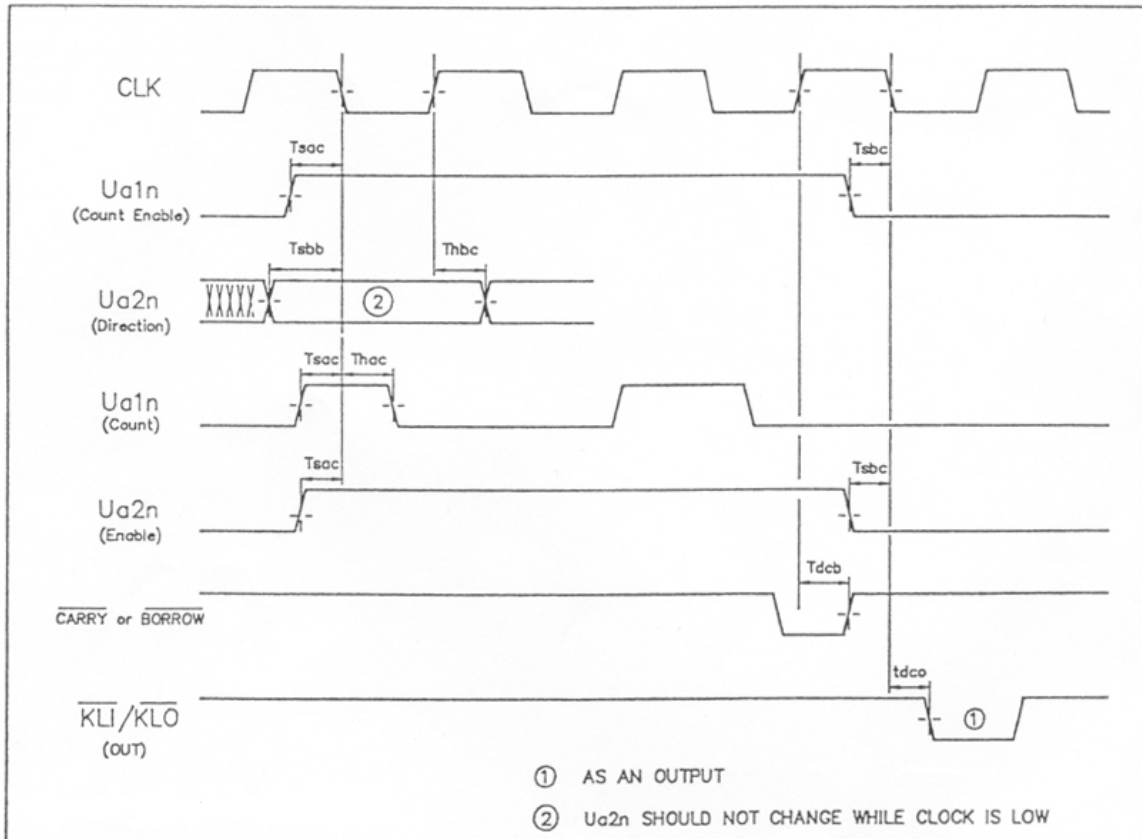 CLK
Tsac
Tsbc
Ua1n
(Count Enable)
Tsbb
Thbc
Ua2n
(Direction)
2
Tsac
Thac
Ua1n
(Count)
Tsac
Tsbc
Ua2n
(Enable)
Tdcb
CARRY or BORROW
tdco
KLI/KLO
(OUT)
1
1 AS AN OUTPUT
2 Ua2n SHOULD NOT CHANGE WHILE CLOCK IS LOW